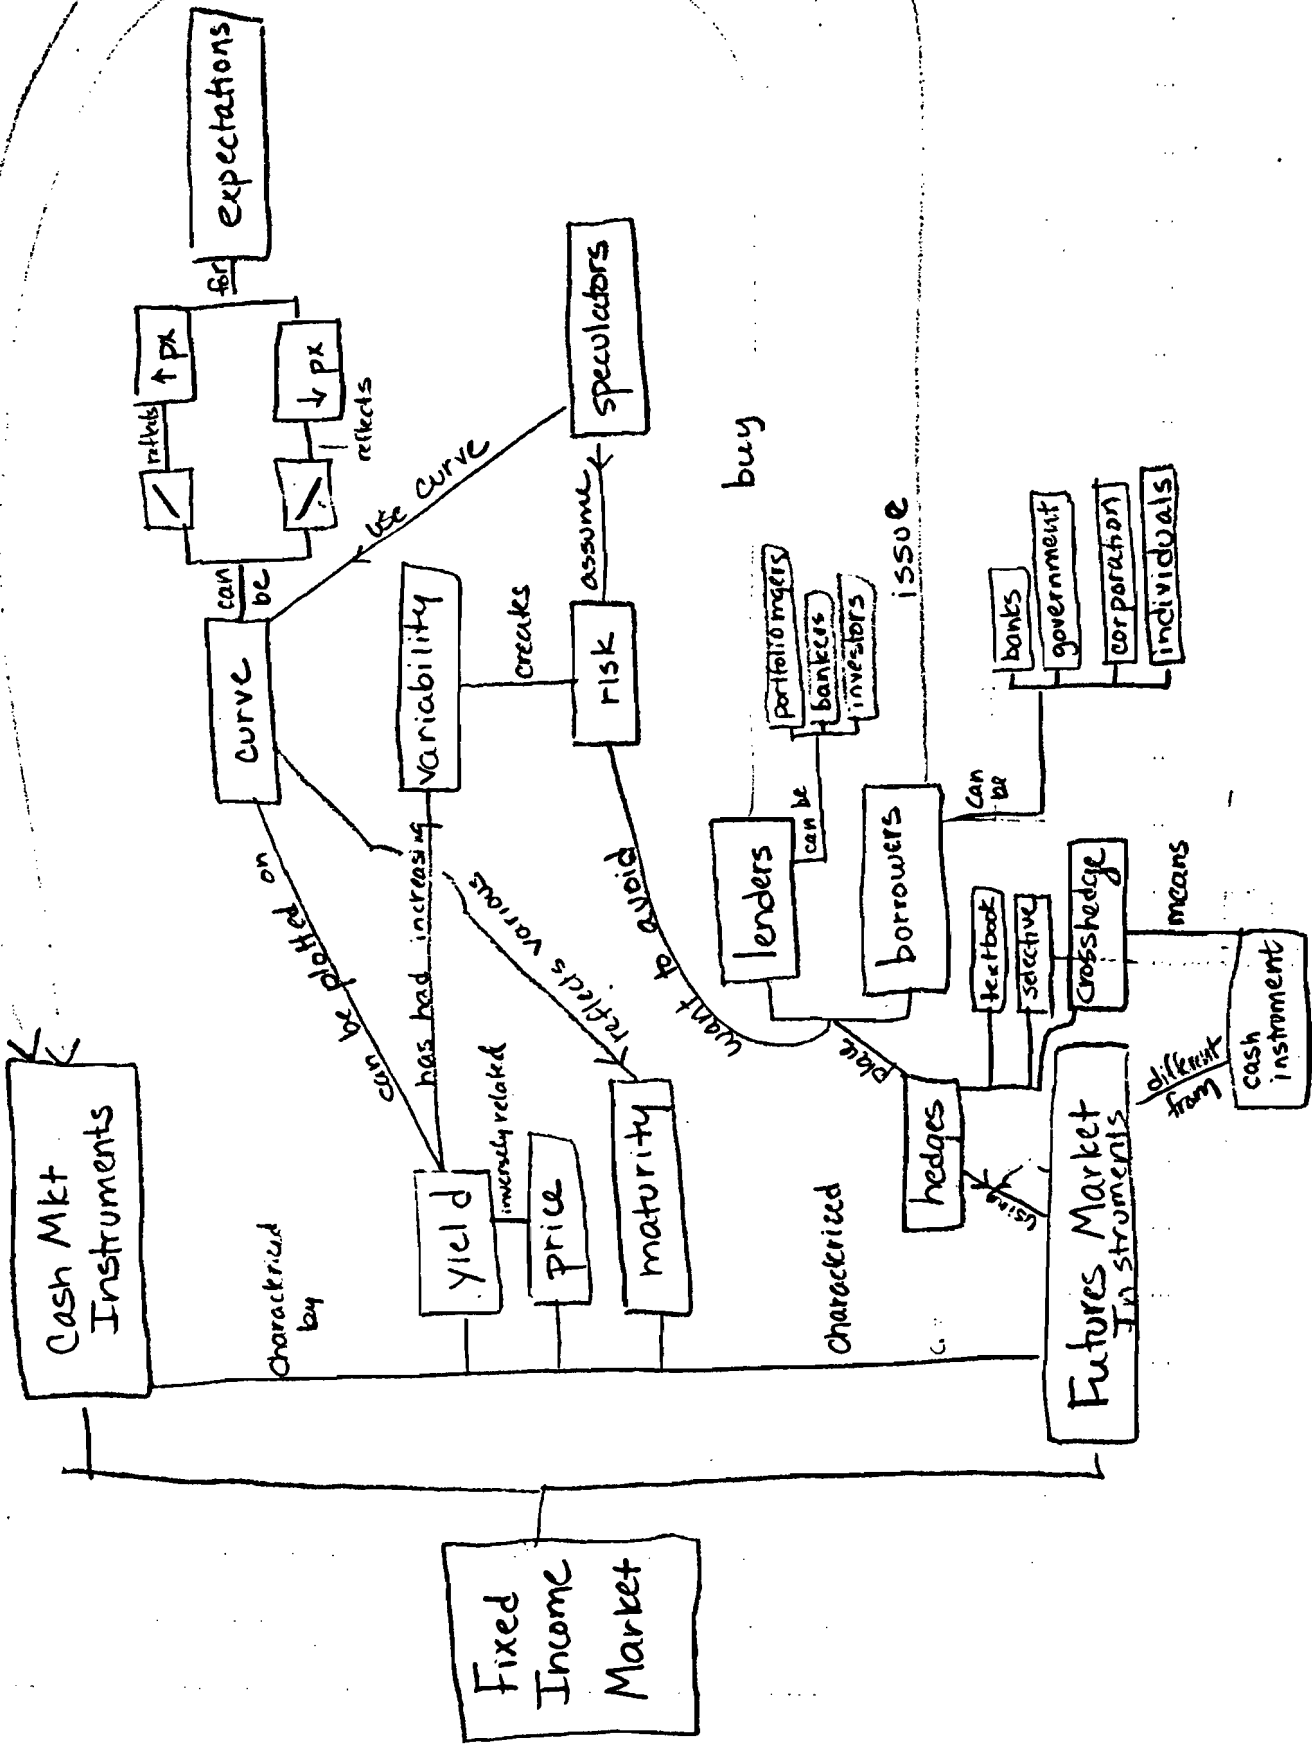 Fixed
Income
Market
Cash Mkt
Instruments
characterized
by
yield
inversely related
price
maturity
characterized
Futures Market
Instruments
can be plotted on
has had increasing
reflects various
curve
can
be
reflects
↑ px
reflects
↓ px
for
expectations
use curve
variability
creates
risk
assume
speculators
want to avoid
lenders
can be
portfolio mgers
bankers
investors
buy
borrowers
issue
can
be
banks
government
corporation
individuals
place
hedges
using
textbook
selective
crosshedge
means
cash
instrument
different
from